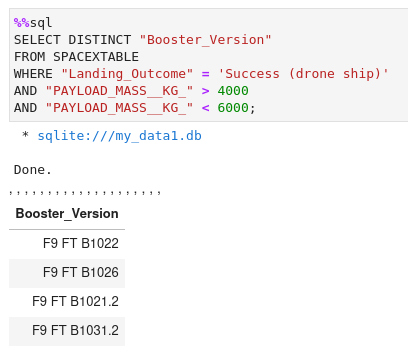 %%sql
SELECT DISTINCT "Booster_Version"
FROM SPACEXTABLE
WHERE "Landing_Outcome" = 'Success (drone ship)'
AND "PAYLOAD_MASS__KG_" > 4000
AND "PAYLOAD_MASS__KG_" < 6000;
* sqlite:///my_data1.db
Done.
, , , , , , , , , , , , , , , , , , , ,
Booster_Version
F9 FT B1022
F9 FT B1026
F9 FT B1021.2
F9 FT B1031.2